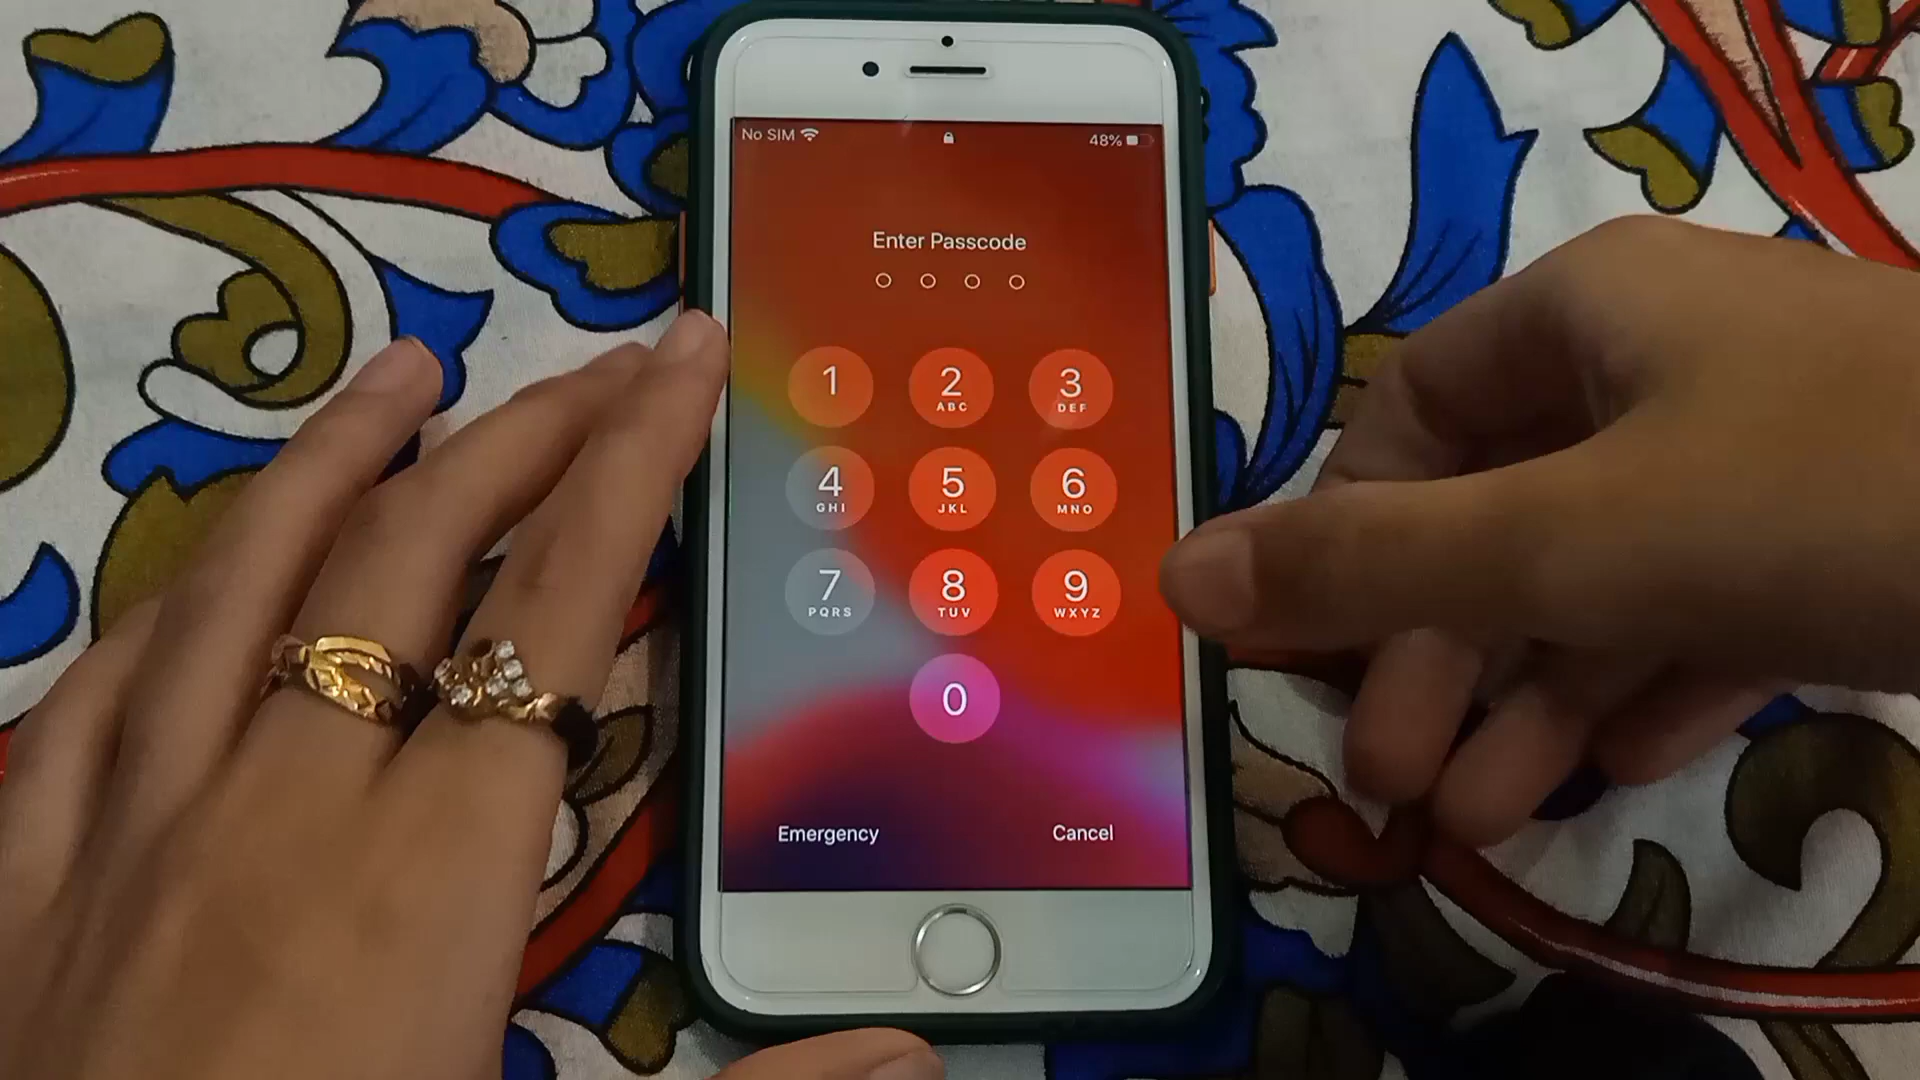 No SIM 48%
Enter Passcode
1 2 3
ABC DEF
4 5 6
GHI JKL MNO
7 8 9
PQRS TUV WXYZ
0
Emergency Cancel